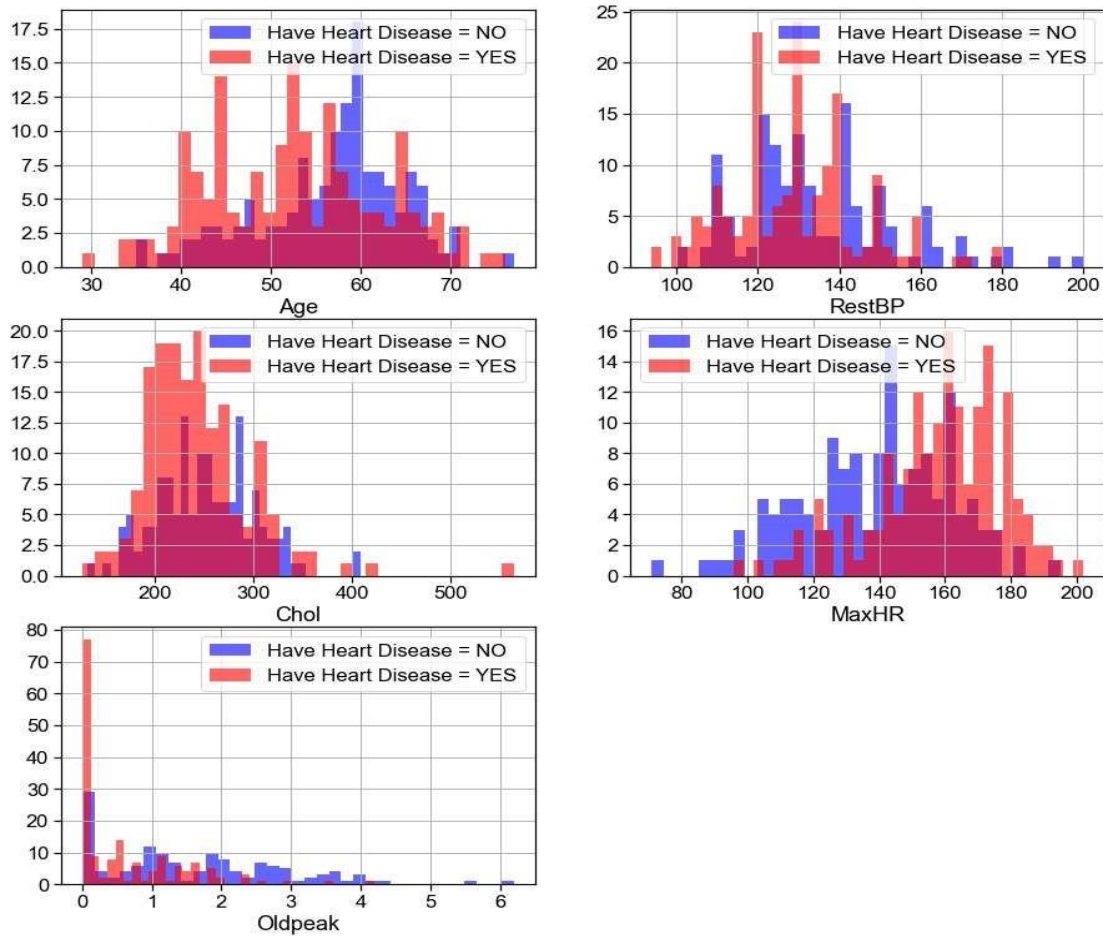 17.5
15.0
12.5
10.0
7.5
5.0
2.5
0.0
Have Heart Disease = NO
Have Heart Disease = YES
30 40 50 60 70
Age
25
20
15
10
5
0
Have Heart Disease = NO
Have Heart Disease = YES
100 120 140 160 180 200
RestBP
20.0
17.5
15.0
12.5
10.0
7.5
5.0
2.5
0.0
Have Heart Disease = NO
Have Heart Disease = YES
200 300 400 500
Chol
16
14
12
10
8
6
4
2
0
Have Heart Disease = NO
Have Heart Disease = YES
80 100 120 140 160 180 200
MaxHR
80
70
60
50
40
30
20
10
0
Have Heart Disease = NO
Have Heart Disease = YES
0 1 2 3 4 5 6
Oldpeak